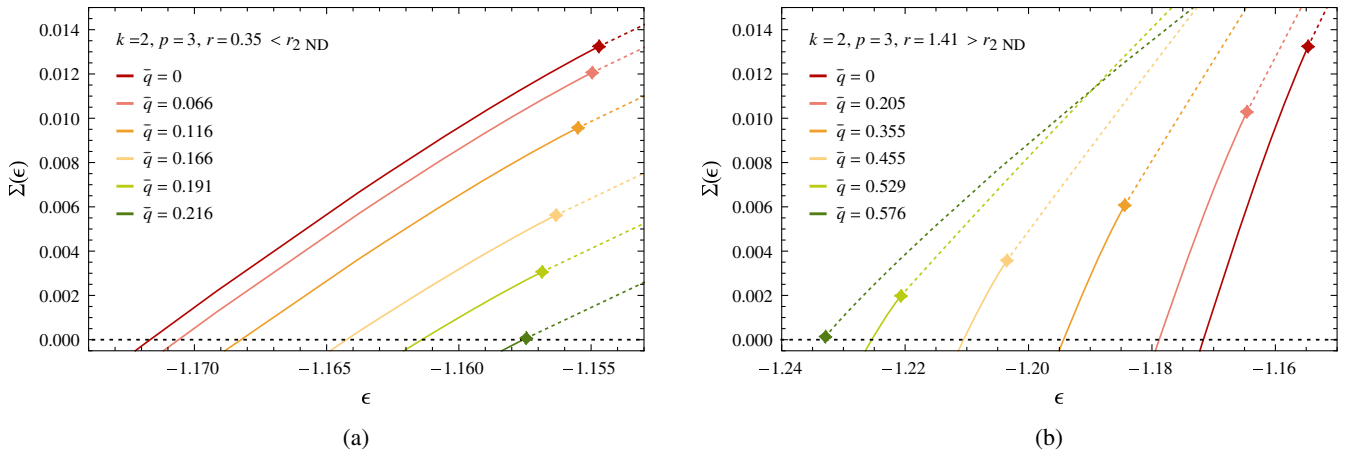 k = 2, p = 3, r = 0.35 < r₂ ND
q̄ = 0
q̄ = 0.066
q̄ = 0.116
q̄ = 0.166
q̄ = 0.191
q̄ = 0.216
Σ(ϵ)
0.014
0.012
0.010
0.008
0.006
0.004
0.002
0.000
−1.170
−1.165
−1.160
−1.155
ϵ
(a)
k = 2, p = 3, r = 1.41 > r₂ ND
q̄ = 0
q̄ = 0.205
q̄ = 0.355
q̄ = 0.455
q̄ = 0.529
q̄ = 0.576
Σ(ϵ)
0.014
0.012
0.010
0.008
0.006
0.004
0.002
0.000
−1.24
−1.22
−1.20
−1.18
−1.16
ϵ
(b)